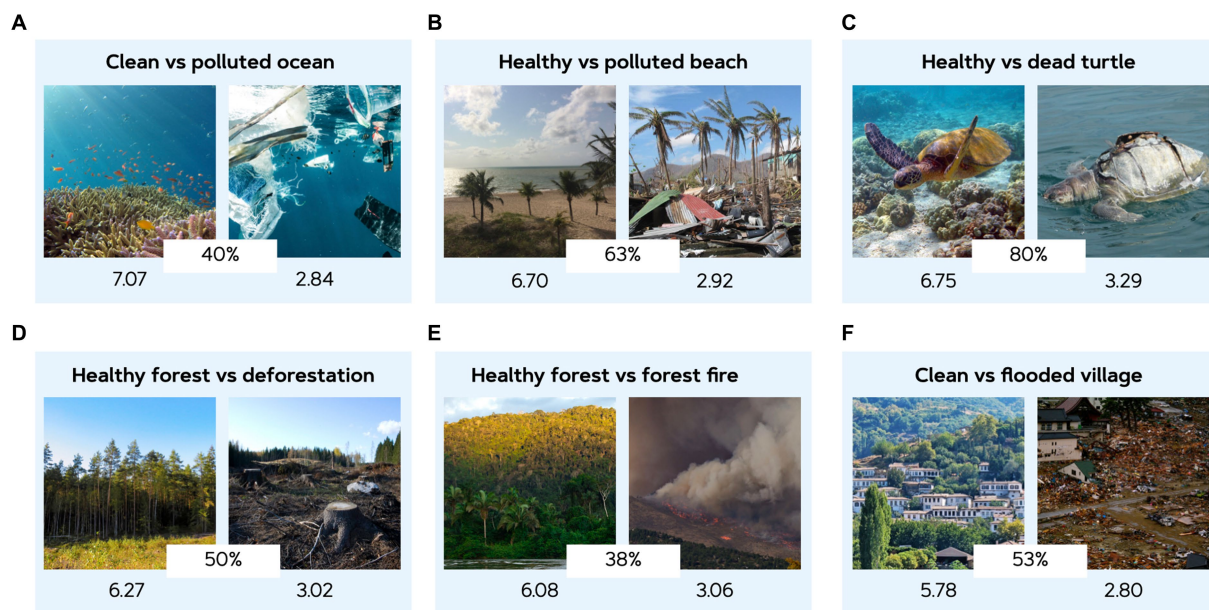 A
Clean vs polluted ocean
40%
7.07 2.84
B
Healthy vs polluted beach
63%
6.70 2.92
C
Healthy vs dead turtle
80%
6.75 3.29
D
Healthy forest vs deforestation
50%
6.27 3.02
E
Healthy forest vs forest fire
38%
6.08 3.06
F
Clean vs flooded village
53%
5.78 2.80